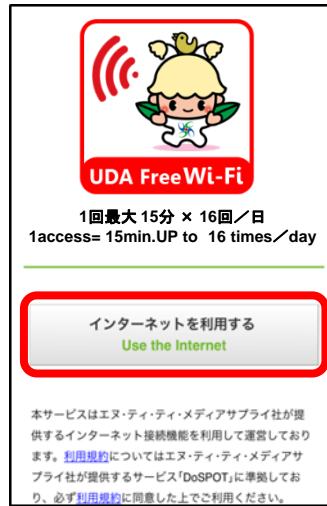 UDA FreeWi-Fi
1回最大 15分 × 16回／日
1access= 15min.UP to 16 times／day
インターネットを利用する
Use the Internet
本サービスはエヌ・ティ・ティ・メディアサプライ社が提
供するインターネット接続機能を利用して運営しており
ます。利用規約についてはエヌ・ティ・ティ・メディアサ
プライ社が提供するサービス｢DoSPOT｣に準拠してお
り、必ず利用規約に同意した上でご利用ください。